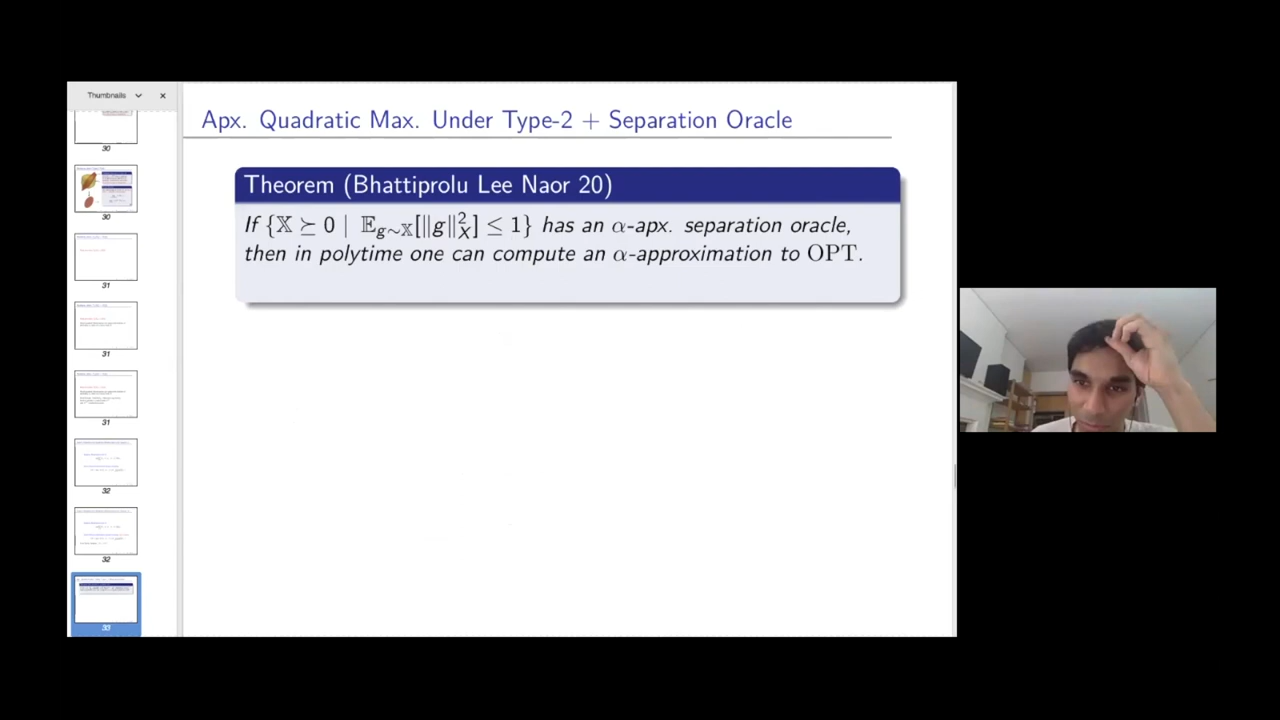 Thumbnails
Apx. Quadratic Max. Under Type-2 + Separation Oracle
Theorem (Bhattiprolu Lee Naor 20)
If {𝕏 ⪰ 0 | 𝔼_{g∼𝕏}[‖g‖²_X] ≤ 1} has an α-apx. separation oracle,
then in polytime one can compute an α-approximation to OPT.
30
30
31
31
31
32
32
33